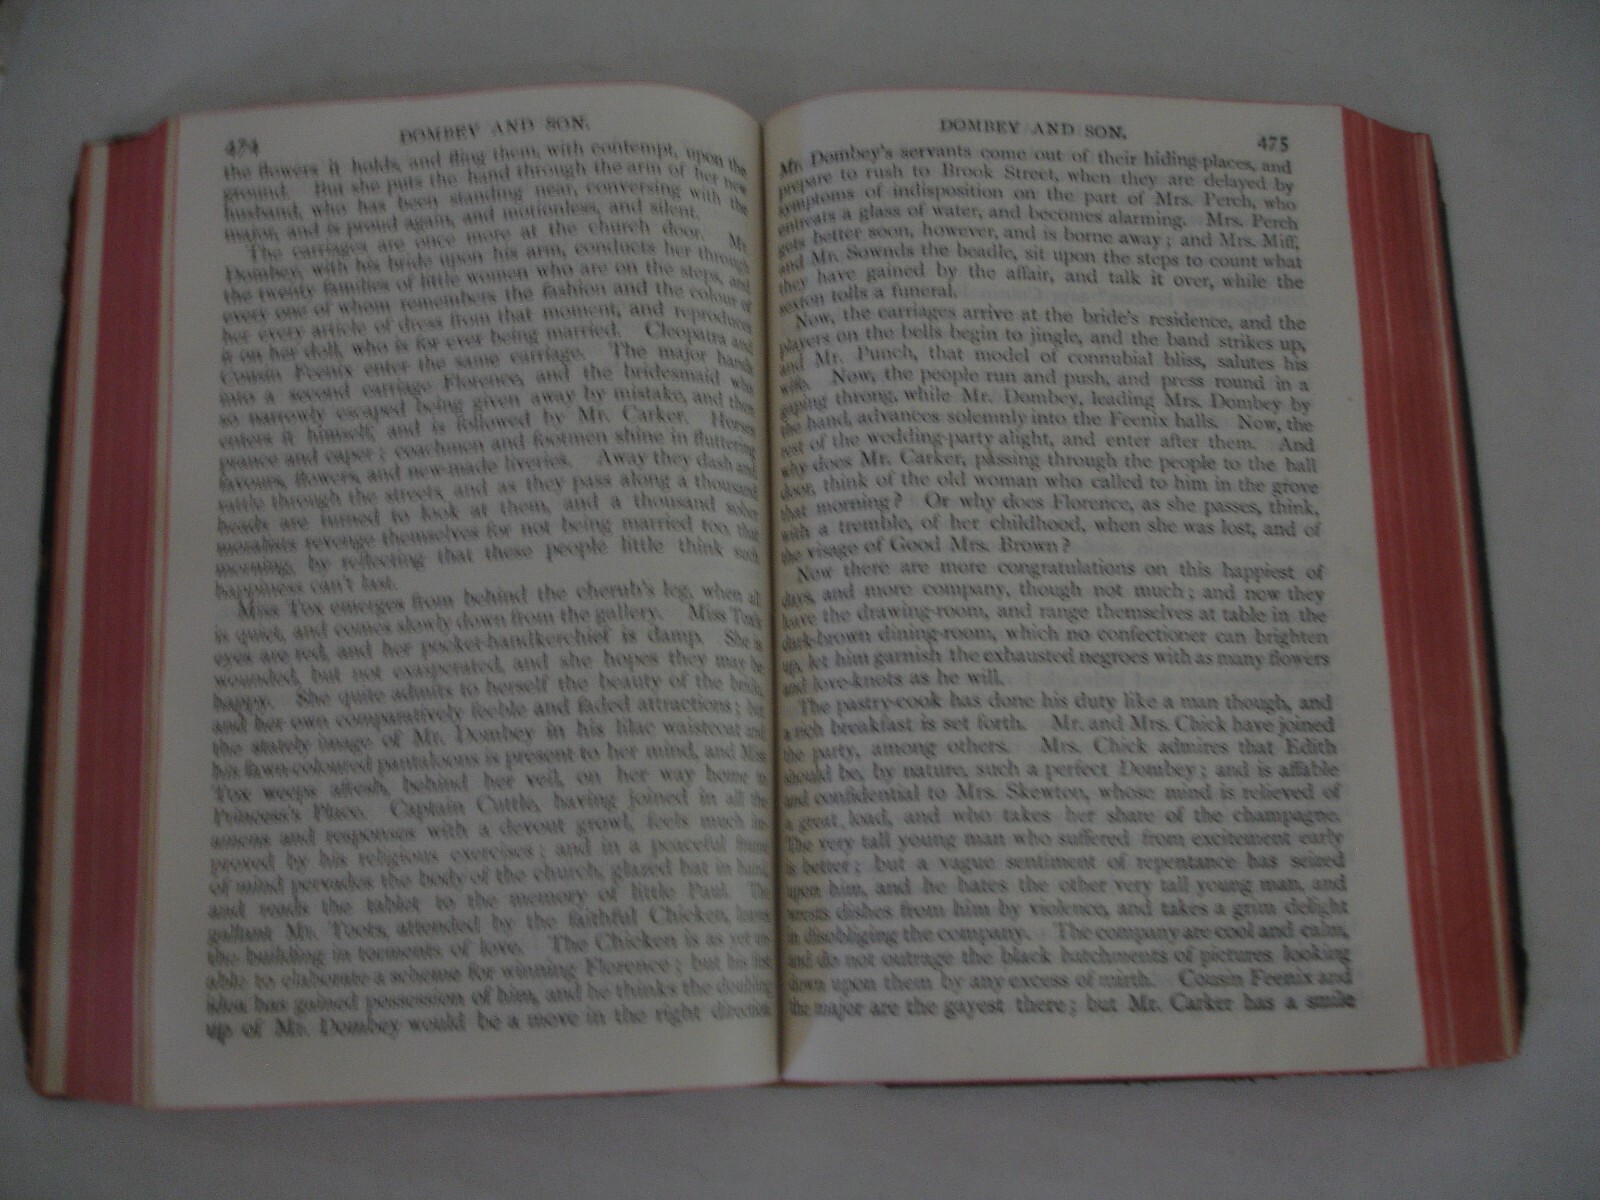 474
DOMBEY AND SON.
the flowers it holds, and fling them, with contempt, upon the
ground. But she puts the hand through the arm of her new
husband, who has been standing near, conversing with the
major, and is proud again, and motionless, and silent.
The carriages are once more at the church door. Mr.
Dombey, with his bride upon his arm, conducts her through
the twenty families of little women who are on the steps, and
every one of whom remembers the fashion and the colour of
her every article of dress from that moment, and reproduces
it on her doll, who is for ever being married. Cleopatra and
Cousin Feenix enter the same carriage. The major hands
into a second carriage Florence, and the bridesmaid who
so narrowly escaped being given away by mistake, and then
enters it himself, and is followed by Mr. Carker. Horses
prance and caper; coachmen and footmen shine in fluttering
favours, flowers, and new-made liveries. Away they dash and
rattle through the streets, and as they pass along a thousand
heads are turned to look at them, and a thousand sober
moralists revenge themselves for not being married too, that
morning, by reflecting that these people little think such
happiness can't last.
Miss Tox emerges from behind the cherub's leg, when all
is quiet, and comes slowly down from the gallery. Miss Tox's
eyes are red, and her pocket-handkerchief is damp. She is
wounded, but not exasperated, and she hopes they may be
happy. She quite admits to herself the beauty of the bride,
and her own comparatively feeble and faded attractions; but
the stately image of Mr. Dombey in his lilac waistcoat and
his fawn-coloured pantaloons is present to her mind, and Miss
Tox weeps afresh, behind her veil, on her way home to
Princess's Place. Captain Cuttle, having joined in all the
amens and responses with a devout growl, feels much im-
proved by his religious exercises; and in a peaceful frame
of mind pervades the body of the church, glazed hat in hand,
and reads the tablet to the memory of little Paul. The
gallant Mr. Toots, attended by the faithful Chicken, leaves
the building in torments of love. The Chicken is as yet un-
able to elaborate a scheme for winning Florence; but his first
idea has gained possession of him, and he thinks the doubling
up of Mr. Dombey would be a move in the right direction.
DOMBEY AND SON.
475
Mr. Dombey's servants come out of their hiding-places, and
prepare to rush to Brook Street, when they are delayed by
symptoms of indisposition on the part of Mrs. Perch, who
entreats a glass of water, and becomes alarming. Mrs. Perch
gets better soon, however, and is borne away; and Mrs. Miff,
and Mr. Sownds the beadle, sit upon the steps to count what
they have gained by the affair, and talk it over, while the
sexton tolls a funeral.
Now, the carriages arrive at the bride's residence, and the
players on the bells begin to jingle, and the band strikes up,
and Mr. Punch, that model of connubial bliss, salutes his
wife. Now, the people run and push, and press round in a
gaping throng, while Mr. Dombey, leading Mrs. Dombey by
the hand, advances solemnly into the Feenix halls. Now, the
rest of the wedding-party alight, and enter after them. And
why does Mr. Carker, passing through the people to the hall
door, think of the old woman who called to him in the grove
that morning? Or why does Florence, as she passes, think,
with a tremble, of her childhood, when she was lost, and of
the visage of Good Mrs. Brown?
Now there are more congratulations on this happiest of
days, and more company, though not much; and now they
leave the drawing-room, and range themselves at table in the
dark-brown dining-room, which no confectioner can brighten
up, let him garnish the exhausted negroes with as many flowers
and love-knots as he will.
The pastry-cook has done his duty like a man though, and
a rich breakfast is set forth. Mr. and Mrs. Chick have joined
the party, among others. Mrs. Chick admires that Edith
should be, by nature, such a perfect Dombey; and is affable
and confidential to Mrs. Skewton, whose mind is relieved of
a great load, and who takes her share of the champagne.
The very tall young man who suffered from excitement early
is better; but a vague sentiment of repentance has seized
upon him, and he hates the other very tall young man, and
wrests dishes from him by violence, and takes a grim delight
in disobliging the company. The company are cool and calm,
and do not outrage the black hatchments of pictures looking
down upon them by any excess of mirth. Cousin Feenix and
the major are the gayest there; but Mr. Carker has a smile